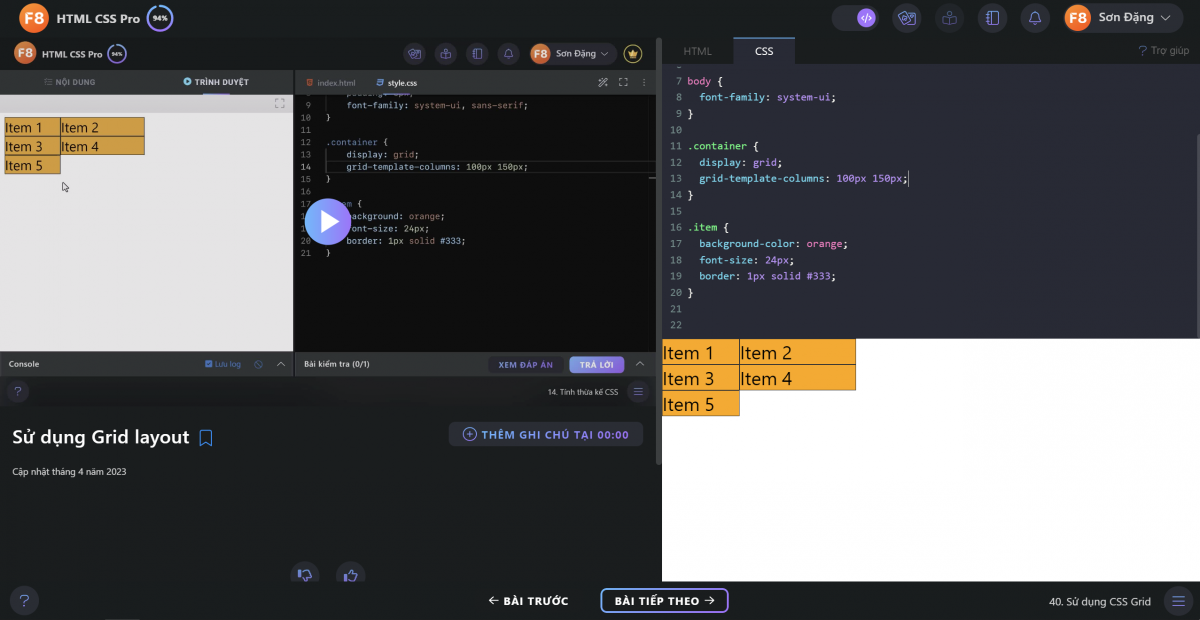 F8 HTML CSS Pro 94%
F8 Sơn Đặng
F8 HTML CSS Pro 94%
F8 Sơn Đặng
NỘI DUNG
TRÌNH DUYỆT
Item 1 Item 2
Item 3 Item 4
Item 5
index.html style.css
9
font-family: system-ui, sans-serif;
10 }
11
12 .container {
13 display: grid;
14 grid-template-columns: 100px 150px;
15 }
16
17 {
background: orange;
font-size: 24px;
20 border: 1px solid #333;
21 }
Console
Lưu log
Bài kiểm tra (0/1)
XEM ĐÁP ÁN
TRẢ LỜI
?
14. Tính thừa kế CSS
Sử dụng Grid layout
THÊM GHI CHÚ TẠI 00:00
Cập nhật tháng 4 năm 2023
HTML CSS
? Trợ giúp
7 body {
8 font-family: system-ui;
9 }
10
11 .container {
12 display: grid;
13 grid-template-columns: 100px 150px;
14 }
15
16 .item {
17 background-color: orange;
18 font-size: 24px;
19 border: 1px solid #333;
20 }
21
22
Item 1 Item 2
Item 3 Item 4
Item 5
?
← BÀI TRƯỚC
BÀI TIẾP THEO →
40. Sử dụng CSS Grid